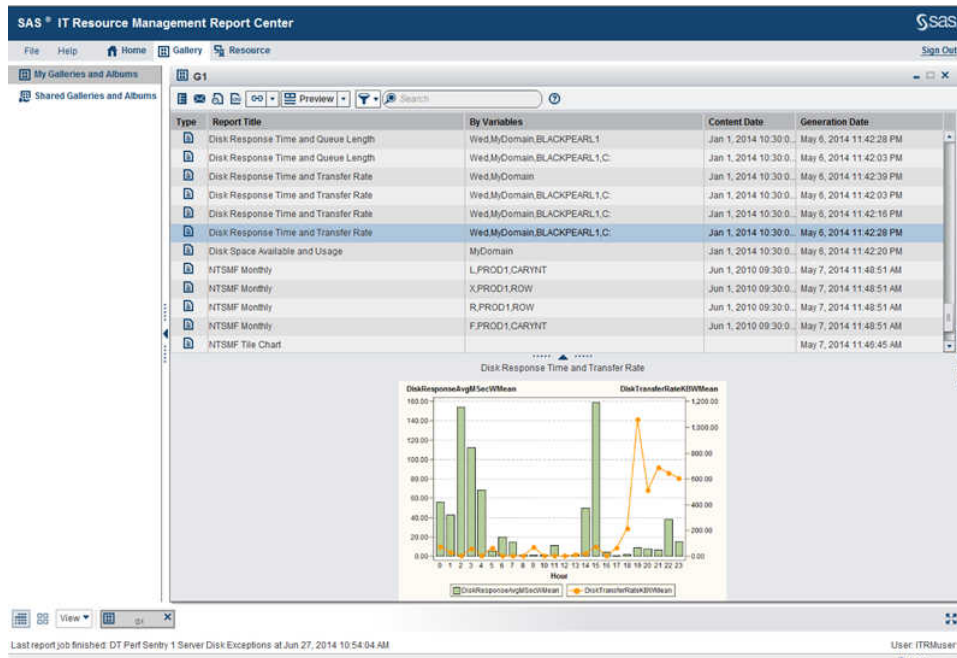 SAS ® IT Resource Management Report Center
sas
File Help Home Gallery Resource Sign Out
My Galleries and Albums
Shared Galleries and Albums
G1
Preview Search
Type Report Title By Variables Content Date Generation Date
Disk Response Time and Queue Length Wed,MyDomain,BLACKPEARL1 Jan 1, 2014 10:30:0... May 6, 2014 11:42:28 PM
Disk Response Time and Queue Length Wed,MyDomain,BLACKPEARL1,C: Jan 1, 2014 10:30:0... May 6, 2014 11:42:03 PM
Disk Response Time and Transfer Rate Wed,MyDomain Jan 1, 2014 10:30:0... May 6, 2014 11:42:39 PM
Disk Response Time and Transfer Rate Wed,MyDomain,BLACKPEARL1,C: Jan 1, 2014 10:30:0... May 6, 2014 11:42:03 PM
Disk Response Time and Transfer Rate Wed,MyDomain,BLACKPEARL1,C: Jan 1, 2014 10:30:0... May 6, 2014 11:42:16 PM
Disk Response Time and Transfer Rate Wed,MyDomain,BLACKPEARL1,C: Jan 1, 2014 10:30:0... May 6, 2014 11:42:28 PM
Disk Space Available and Usage MyDomain Jan 1, 2014 10:30:0... May 6, 2014 11:42:20 PM
NTSMF Monthly L,PROD1,CARYNT Jun 1, 2010 09:30:0... May 7, 2014 11:48:51 AM
NTSMF Monthly X,PROD1,ROW Jun 1, 2010 09:30:0... May 7, 2014 11:48:51 AM
NTSMF Monthly R,PROD1,ROW Jun 1, 2010 09:30:0... May 7, 2014 11:48:51 AM
NTSMF Monthly F,PROD1,CARYNT Jun 1, 2010 09:30:0... May 7, 2014 11:48:51 AM
NTSMF Tile Chart May 7, 2014 11:46:45 AM
Disk Response Time and Transfer Rate
DiskResponseAvgMSecWMean DiskTransferRateKBWMean
160.00 1,200.00
140.00 1,000.00
120.00
100.00 800.00
80.00 600.00
60.00 400.00
40.00
20.00 200.00
0.00 0.00
0 1 2 3 4 5 6 7 8 9 10 11 12 13 14 15 16 17 18 19 20 21 22 23
Hour
DiskResponseAvgMSecWMean DiskTransferRateKBWMean
View G1
Last report job finished: DT Perf Sentry 1 Server Disk Exceptions at Jun 27, 2014 10:54:04 AM User: ITRMuser